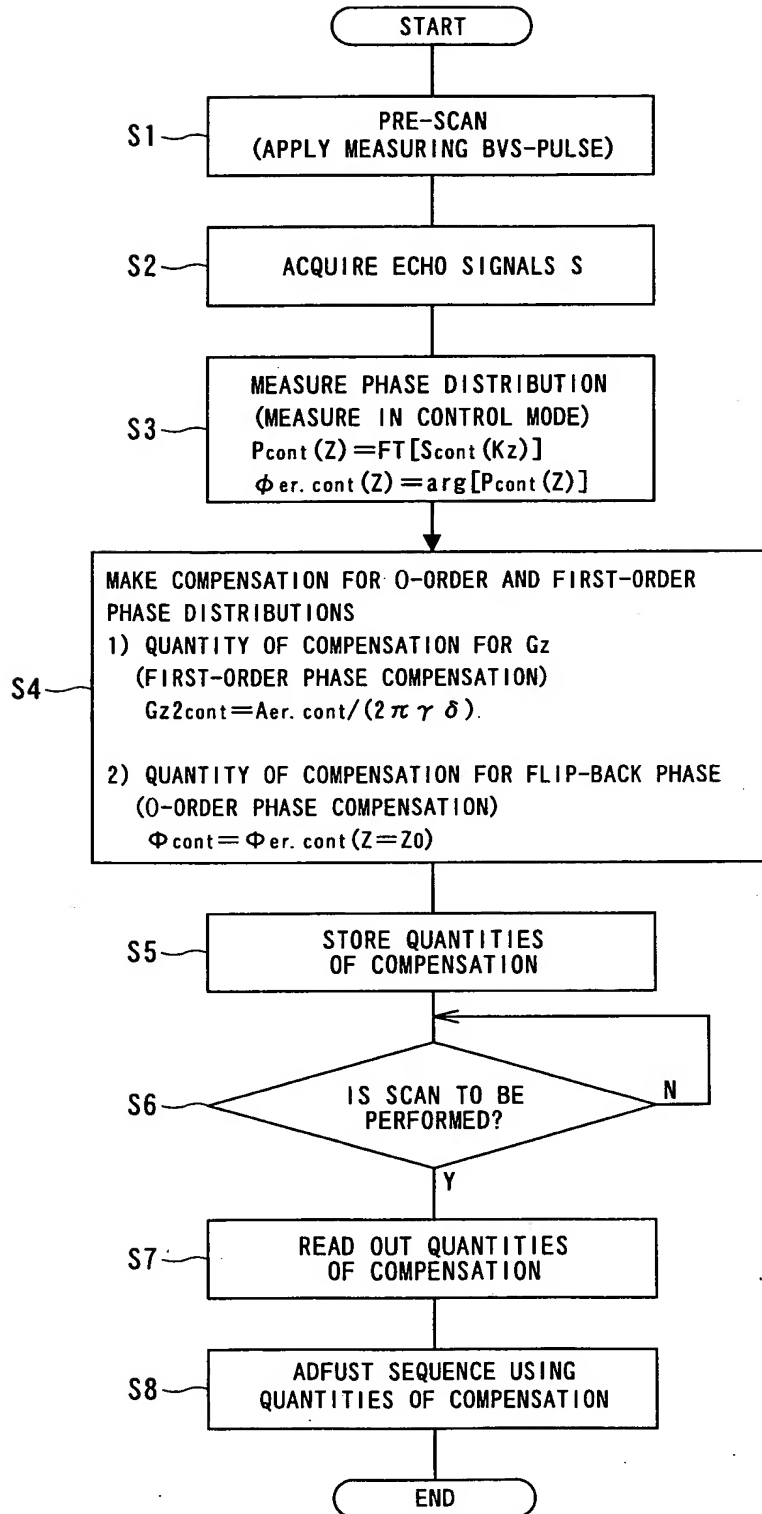 START
S1
PRE-SCAN
(APPLY MEASURING BVS-PULSE)
S2
ACQUIRE ECHO SIGNALS S
S3
MEASURE PHASE DISTRIBUTION
(MEASURE IN CONTROL MODE)
Pcont(Z)=FT[Scont(Kz)]
Φer.cont(Z)=arg[Pcont(Z)]
S4
MAKE COMPENSATION FOR 0-ORDER AND FIRST-ORDER
PHASE DISTRIBUTIONS
1) QUANTITY OF COMPENSATION FOR Gz
(FIRST-ORDER PHASE COMPENSATION)
Gz2cont=Aer.cont/(2πγδ).
2) QUANTITY OF COMPENSATION FOR FLIP-BACK PHASE
(0-ORDER PHASE COMPENSATION)
Φcont=Φer.cont(Z=Z0)
S5
STORE QUANTITIES
OF COMPENSATION
S6
IS SCAN TO BE
PERFORMED?
N
Y
S7
READ OUT QUANTITIES
OF COMPENSATION
S8
ADFUST SEQUENCE USING
QUANTITIES OF COMPENSATION
END